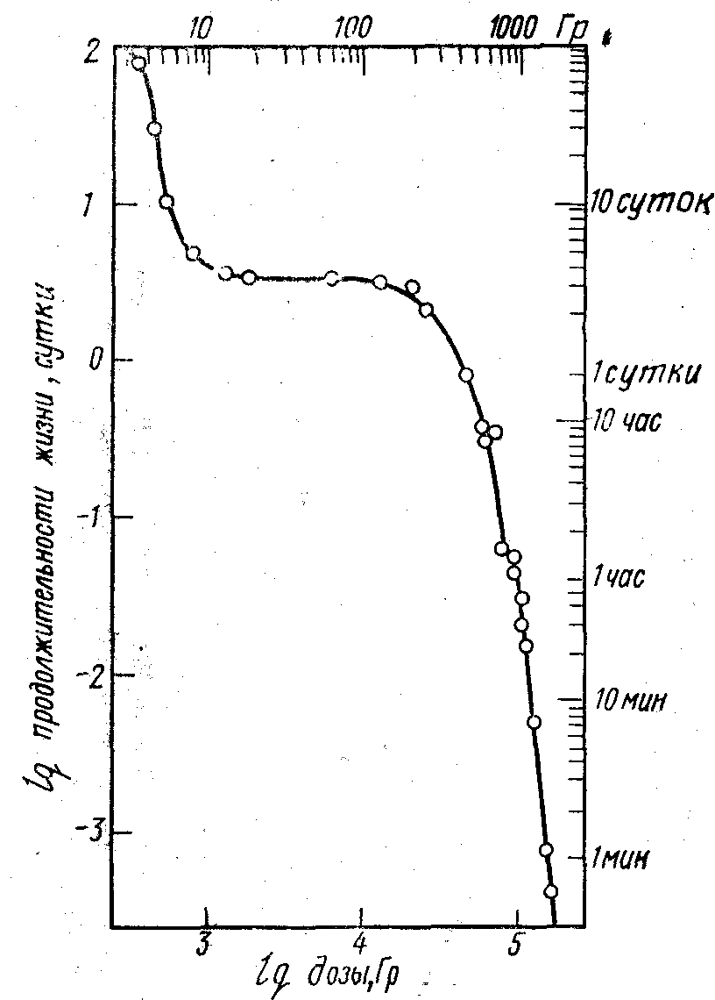 10 100 1000 Гр
2
1
0
-1
-2
-3
lg продолжительности жизни, сутки
10 суток
1 сутки
10 час
1 час
10 мин
1 мин
3 4 5
lg дозы, Гр